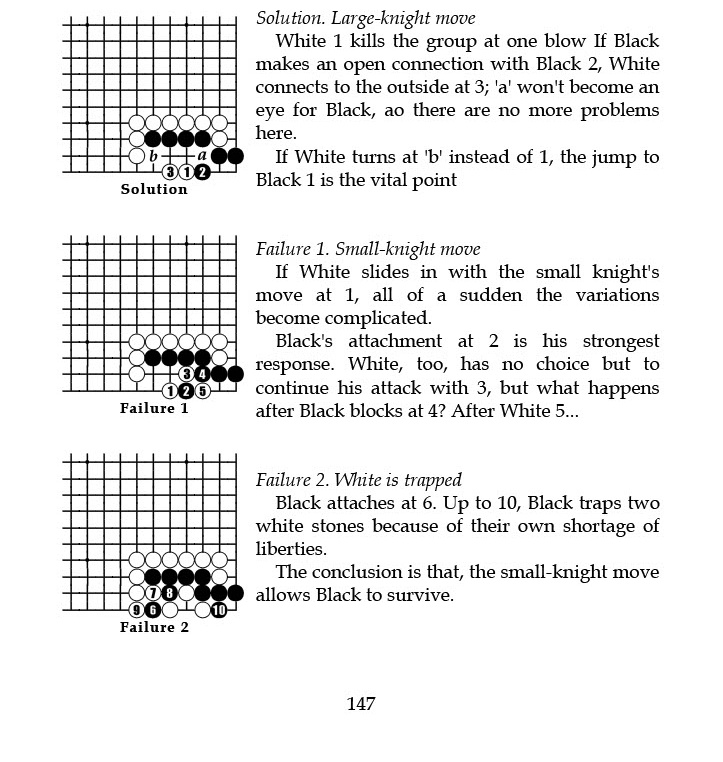 Solution. Large-knight move
White 1 kills the group at one blow If Black
makes an open connection with Black 2, White
connects to the outside at 3; 'a' won't become an
eye for Black, ao there are no more problems
here.
If White turns at 'b' instead of 1, the jump to
Black 1 is the vital point
b a
3 1 2
Solution
Failure 1. Small-knight move
If White slides in with the small knight's
move at 1, all of a sudden the variations
become complicated.
Black's attachment at 2 is his strongest
response. White, too, has no choice but to
continue his attack with 3, but what happens
after Black blocks at 4? After White 5...
3 4
1 2 5
Failure 1
Failure 2. White is trapped
Black attaches at 6. Up to 10, Black traps two
white stones because of their own shortage of
liberties.
The conclusion is that, the small-knight move
allows Black to survive.
7 8
9 6 10
Failure 2
147